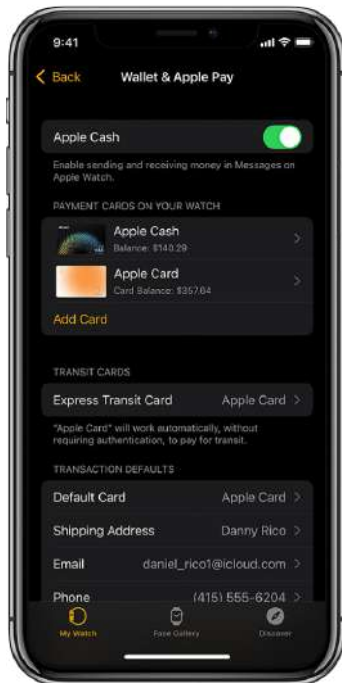 9:41
Back Wallet & Apple Pay
Apple Cash
Enable sending and receiving money in Messages on
Apple Watch.
PAYMENT CARDS ON YOUR WATCH
Apple Cash
Balance: $140.29
Apple Card
Card Balance: $357.64
Add Card
TRANSIT CARDS
Express Transit Card Apple Card
"Apple Card" will work automatically, without
requiring authentication, to pay for transit.
TRANSACTION DEFAULTS
Default Card Apple Card
Shipping Address Danny Rico
Email daniel_rico1@icloud.com
Phone (415) 555-6204
My Watch Face Gallery Discover